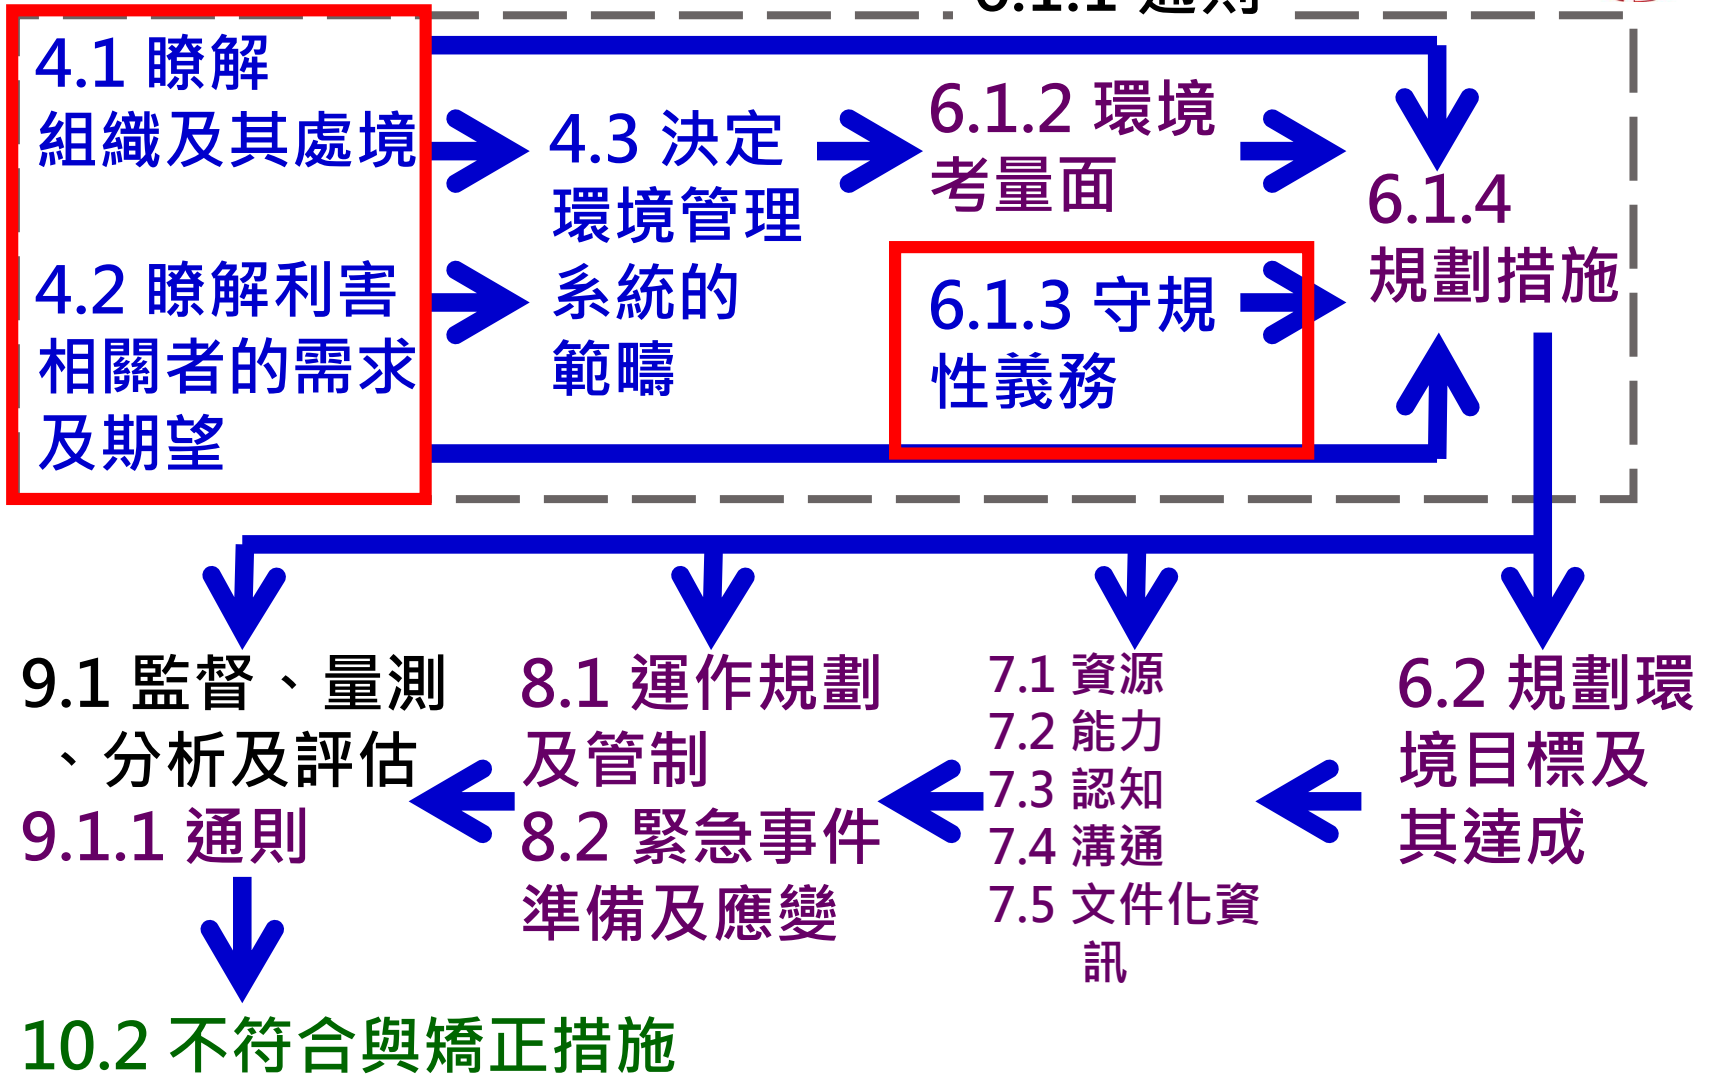 6.1.1 通則
4.1 瞭解
組織及其處境
4.2 瞭解利害
相關者的需求
及期望
4.3 決定
環境管理
系統的
範疇
6.1.2 環境
考量面
6.1.3 守規
性義務
6.1.4
規劃措施
9.1 監督、量測
、分析及評估
9.1.1 通則
8.1 運作規劃
及管制
8.2 緊急事件
準備及應變
7.1 資源
7.2 能力
7.3 認知
7.4 溝通
7.5 文件化資
訊
6.2 規劃環
境目標及
其達成
10.2 不符合與矯正措施